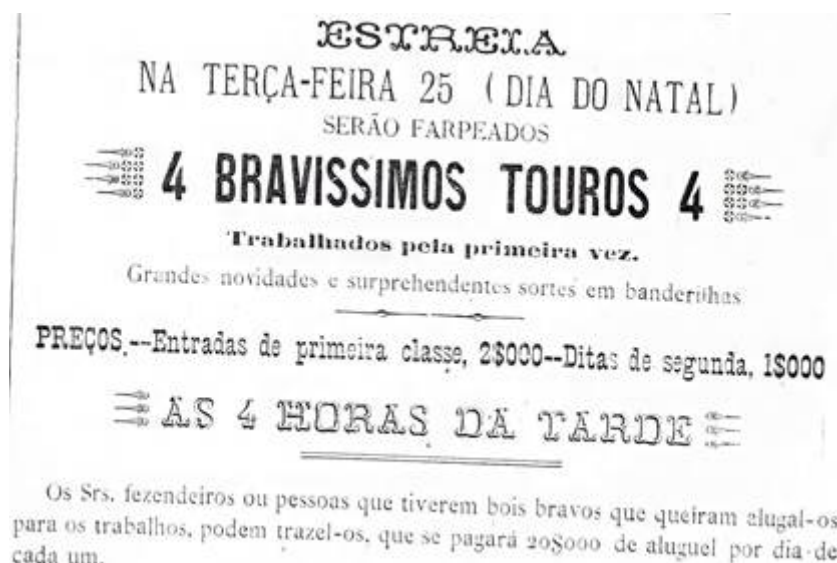 ESTREIA
NA TERÇA-FEIRA 25 (DIA DO NATAL)
SERÃO FARPEADOS
4 BRAVISSIMOS TOUROS 4
Trabalhados pela primeira vez.
Grandes novidades e surprehendentes sortes em banderilhas
PREÇOS.--Entradas de primeira classe, 2$000--Ditas de segunda, 1$000
AS 4 HORAS DA TARDE
Os Srs. fezendeiros ou pessoas que tiverem bois bravos que queiram alugal-os
para os trabalhos, podem trazel-os, que se pagará 20$000 de aluguel por dia de
cada um.